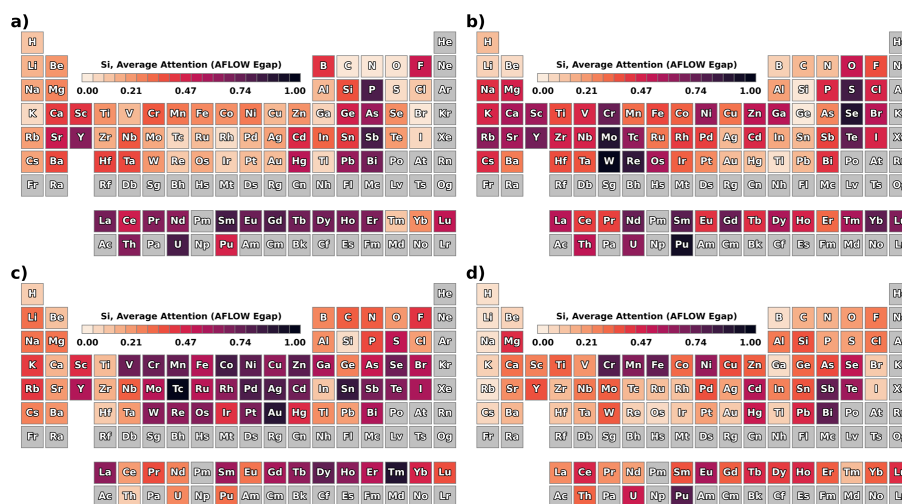 a)
H He
Li Be B C N O F Ne
Si, Average Attention (AFLOW Egap)
0.00 0.21 0.47 0.74 1.00
Na Mg Al Si P S Cl Ar
K Ca Sc Ti V Cr Mn Fe Co Ni Cu Zn Ga Ge As Se Br Kr
Rb Sr Y Zr Nb Mo Tc Ru Rh Pd Ag Cd In Sn Sb Te I Xe
Cs Ba Hf Ta W Re Os Ir Pt Au Hg Tl Pb Bi Po At Rn
Fr Ra Rf Db Sg Bh Hs Mt Ds Rg Cn Nh Fl Mc Lv Ts Og
La Ce Pr Nd Pm Sm Eu Gd Tb Dy Ho Er Tm Yb Lu
Ac Th Pa U Np Pu Am Cm Bk Cf Es Fm Md No Lr
b)
H He
Li Be B C N O F Ne
Si, Average Attention (AFLOW Egap)
0.00 0.21 0.47 0.74 1.00
Na Mg Al Si P S Cl Ar
K Ca Sc Ti V Cr Mn Fe Co Ni Cu Zn Ga Ge As Se Br Kr
Rb Sr Y Zr Nb Mo Tc Ru Rh Pd Ag Cd In Sn Sb Te I Xe
Cs Ba Hf Ta W Re Os Ir Pt Au Hg Tl Pb Bi Po At Rn
Fr Ra Rf Db Sg Bh Hs Mt Ds Rg Cn Nh Fl Mc Lv Ts Og
La Ce Pr Nd Pm Sm Eu Gd Tb Dy Ho Er Tm Yb Lu
Ac Th Pa U Np Pu Am Cm Bk Cf Es Fm Md No Lr
c)
H He
Li Be B C N O F Ne
Si, Average Attention (AFLOW Egap)
0.00 0.21 0.47 0.74 1.00
Na Mg Al Si P S Cl Ar
K Ca Sc Ti V Cr Mn Fe Co Ni Cu Zn Ga Ge As Se Br Kr
Rb Sr Y Zr Nb Mo Tc Ru Rh Pd Ag Cd In Sn Sb Te I Xe
Cs Ba Hf Ta W Re Os Ir Pt Au Hg Tl Pb Bi Po At Rn
Fr Ra Rf Db Sg Bh Hs Mt Ds Rg Cn Nh Fl Mc Lv Ts Og
La Ce Pr Nd Pm Sm Eu Gd Tb Dy Ho Er Tm Yb Lu
Ac Th Pa U Np Pu Am Cm Bk Cf Es Fm Md No Lr
d)
H He
Li Be B C N O F Ne
Si, Average Attention (AFLOW Egap)
0.00 0.21 0.47 0.74 1.00
Na Mg Al Si P S Cl Ar
K Ca Sc Ti V Cr Mn Fe Co Ni Cu Zn Ga Ge As Se Br Kr
Rb Sr Y Zr Nb Mo Tc Ru Rh Pd Ag Cd In Sn Sb Te I Xe
Cs Ba Hf Ta W Re Os Ir Pt Au Hg Tl Pb Bi Po At Rn
Fr Ra Rf Db Sg Bh Hs Mt Ds Rg Cn Nh Fl Mc Lv Ts Og
La Ce Pr Nd Pm Sm Eu Gd Tb Dy Ho Er Tm Yb Lu
Ac Th Pa U Np Pu Am Cm Bk Cf Es Fm Md No Lr